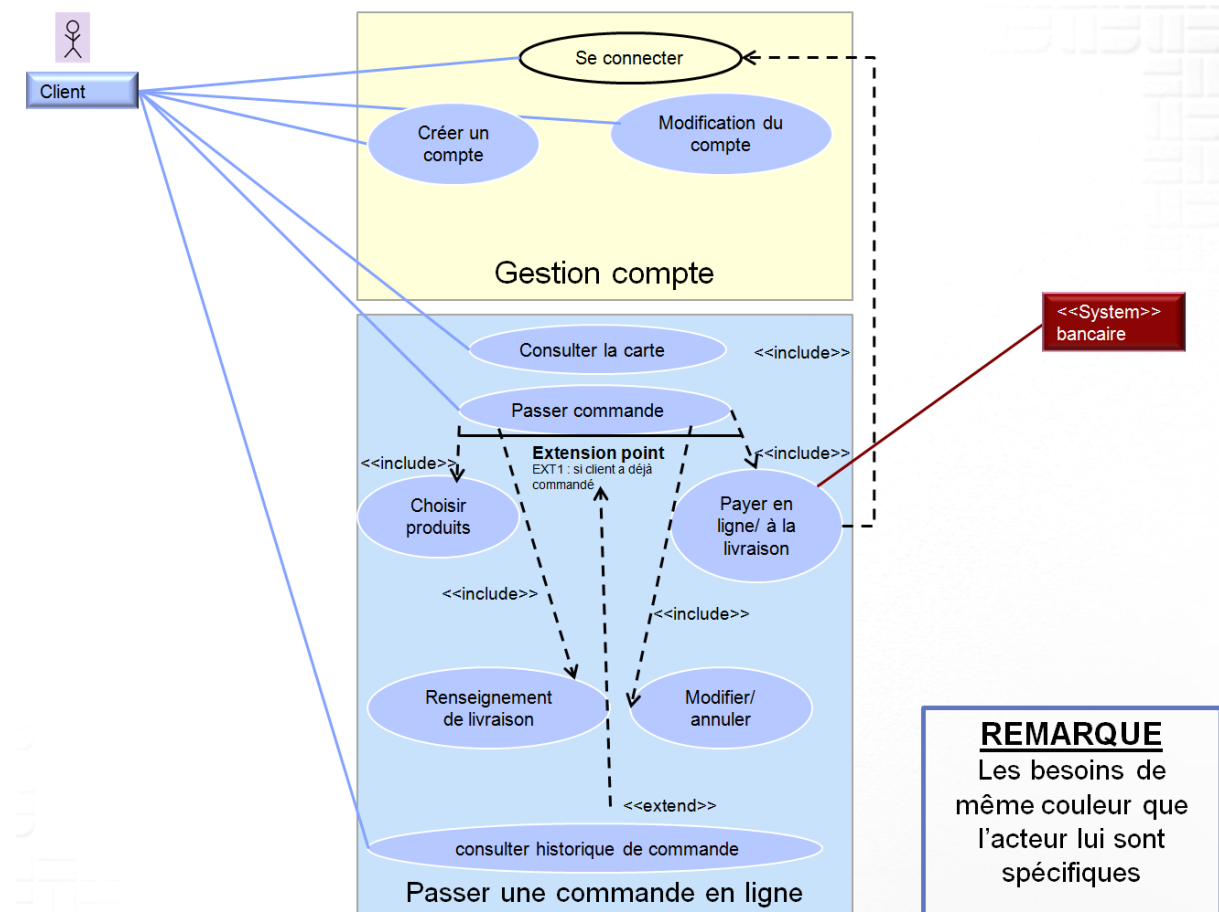 Client
Se connecter
Créer un
compte
Modification du
compte
Gestion compte
<<System>>
bancaire
Consulter la carte
<<include>>
Passer commande
Extension point
EXT1 : si client a déjà
commandé
<<include>>
<<include>>
Choisir
produits
Payer en
ligne/ à la
livraison
<<include>>
<<include>>
Renseignement
de livraison
Modifier/
annuler
<<extend>>
consulter historique de commande
Passer une commande en ligne
REMARQUE
Les besoins de
même couleur que
l'acteur lui sont
spécifiques